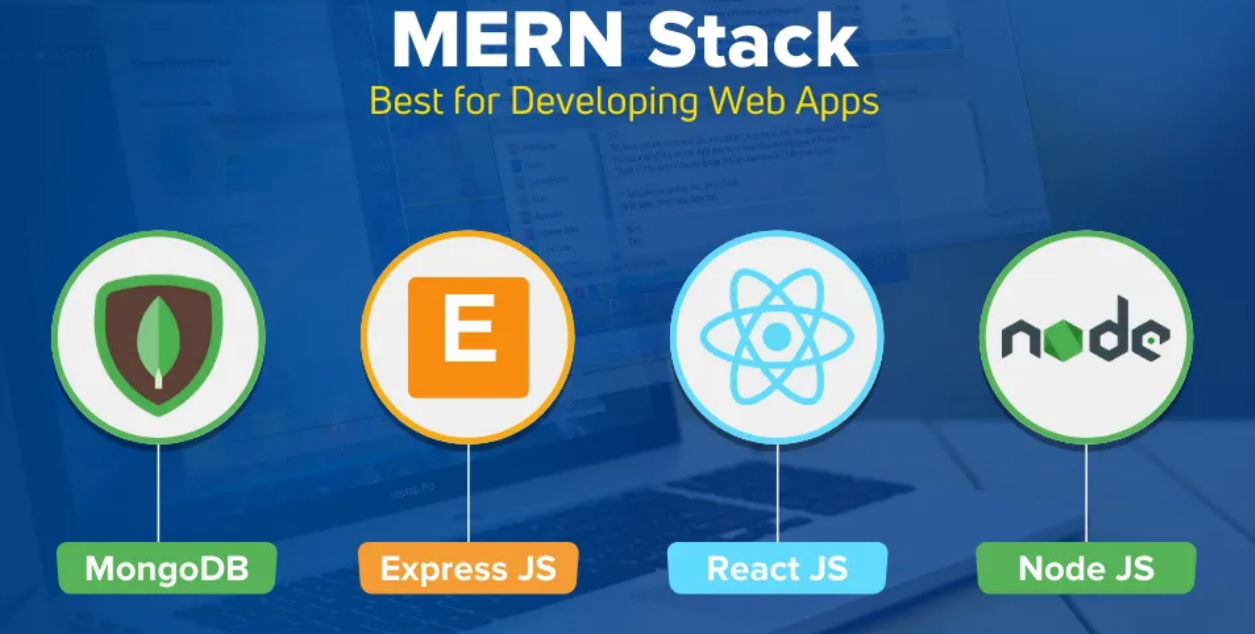 MERN Stack
Best for Developing Web Apps
E
node
MongoDB
Express JS
React JS
Node JS